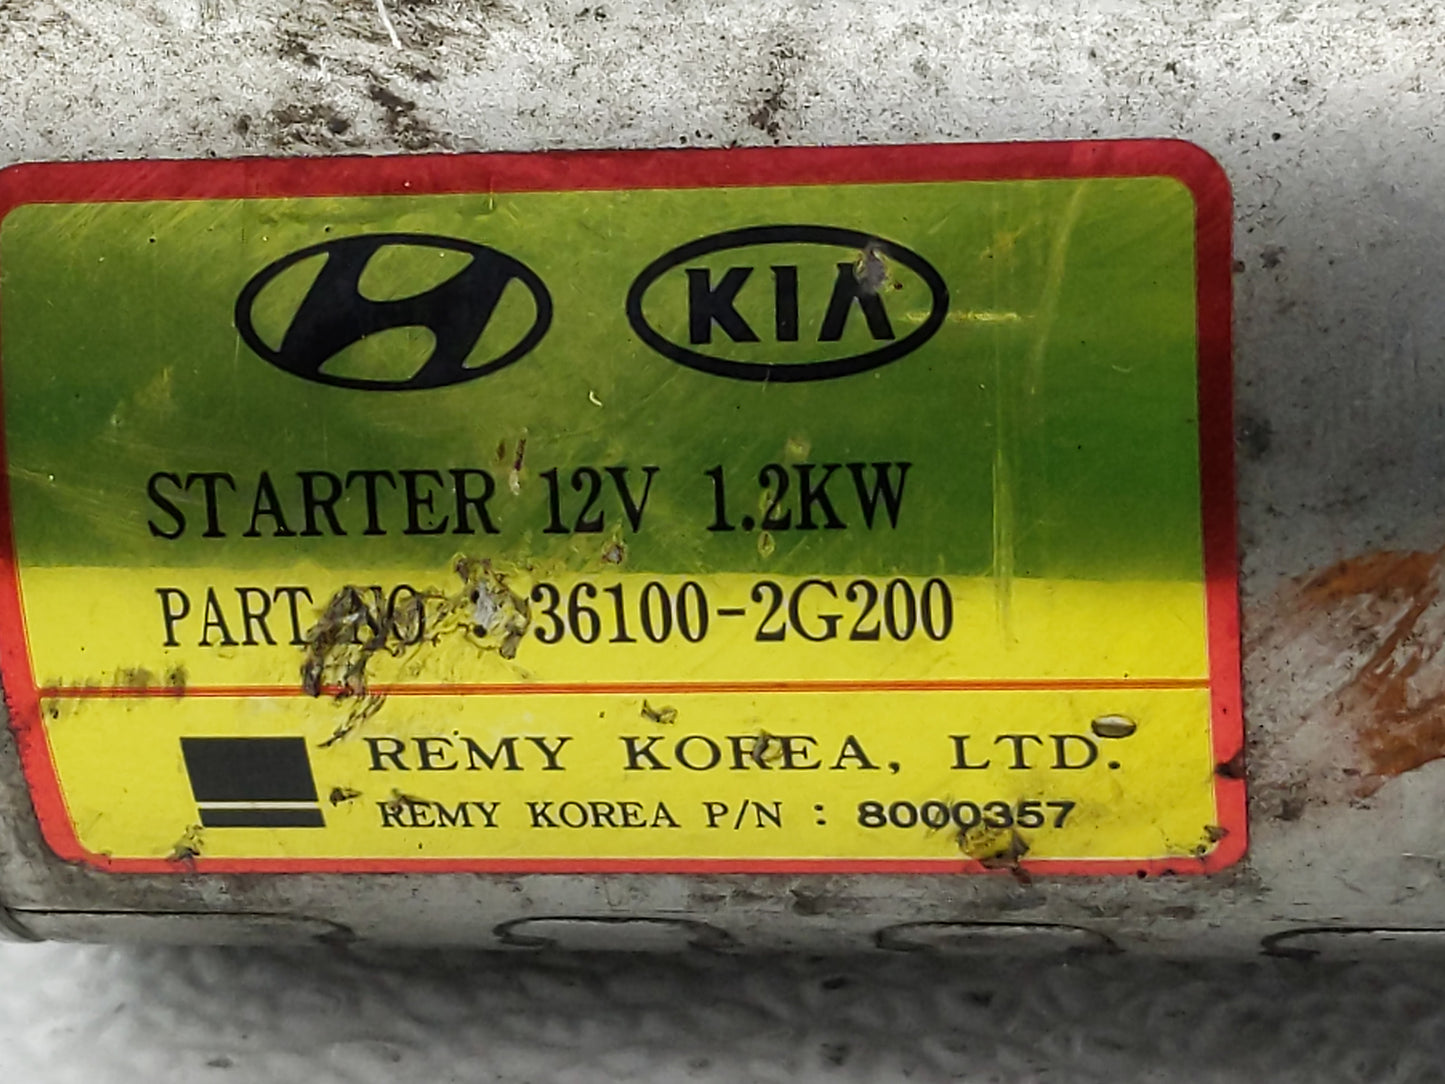 KIA
STARTER 12V 1.2KW
PART NO 36100-2G200
REMY KOREA, LTD.
REMY KOREA P/N : 8000357